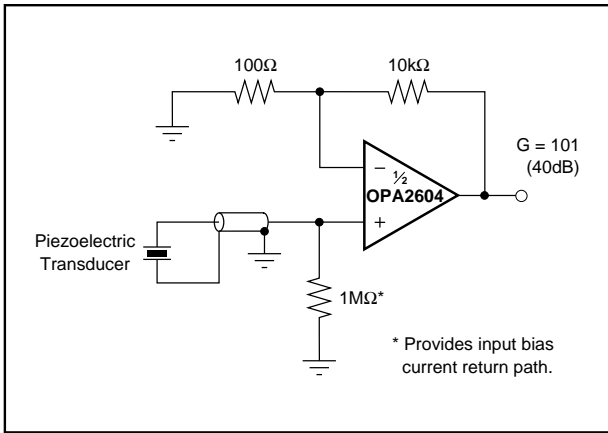 100Ω
10kΩ
G = 101
(40dB)
–
½
OPA2604
+
Piezoelectric
Transducer
1MΩ*
* Provides input bias
current return path.